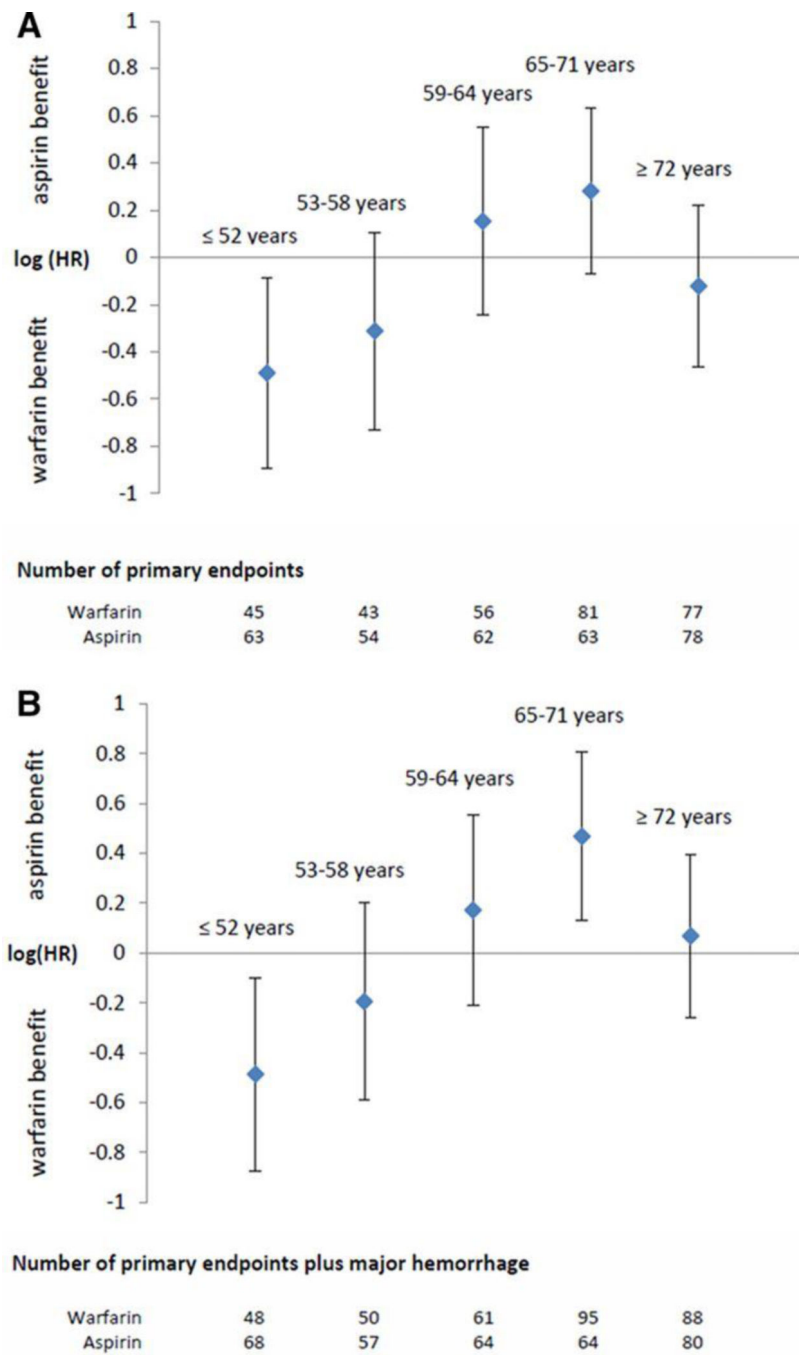 A
aspirin benefit
log (HR)
warfarin benefit
1
0.8
0.6
0.4
0.2
0
-0.2
-0.4
-0.6
-0.8
-1
≤ 52 years
53-58 years
59-64 years
65-71 years
≥ 72 years
Number of primary endpoints
Warfarin 45 43 56 81 77
Aspirin 63 54 62 63 78
B
aspirin benefit
log(HR)
warfarin benefit
1
0.8
0.6
0.4
0.2
0
-0.2
-0.4
-0.6
-0.8
-1
≤ 52 years
53-58 years
59-64 years
65-71 years
≥ 72 years
Number of primary endpoints plus major hemorrhage
Warfarin 48 50 61 95 88
Aspirin 68 57 64 64 80